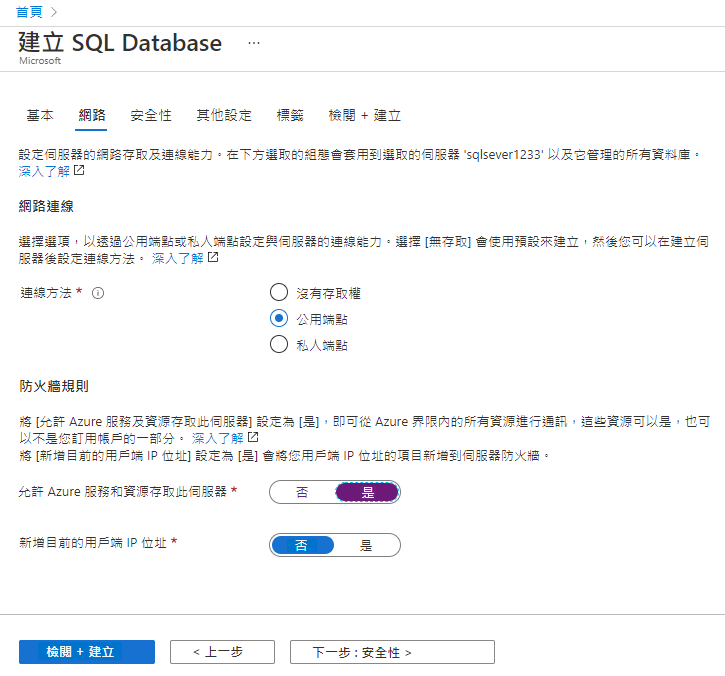 首頁 >
建立 SQL Database ...
Microsoft
基本 網路 安全性 其他設定 標籤 檢閱 + 建立
設定伺服器的網路存取及連線能力。在下方選取的組態會套用到選取的伺服器 'sqlsever1233' 以及它管理的所有資料庫。
深入了解
網路連線
選擇選項，以透過公用端點或私人端點設定與伺服器的連線能力。選擇 [無存取] 會使用預設來建立，然後您可以在建立伺
服器後設定連線方法。 深入了解
連線方法 *
沒有存取權
公用端點
私人端點
防火牆規則
將 [允許 Azure 服務及資源存取此伺服器] 設定為 [是]，即可從 Azure 界限內的所有資源進行通訊，這些資源可以是，也可
以不是您訂用帳戶的一部分。 深入了解
將 [新增目前的用戶端 IP 位址] 設定為 [是] 會將您用戶端 IP 位址的項目新增到伺服器防火牆。
允許 Azure 服務和資源存取此伺服器 * 否 是
新增目前的用戶端 IP 位址 * 否 是
檢閱 + 建立 < 上一步 下一步 : 安全性 >